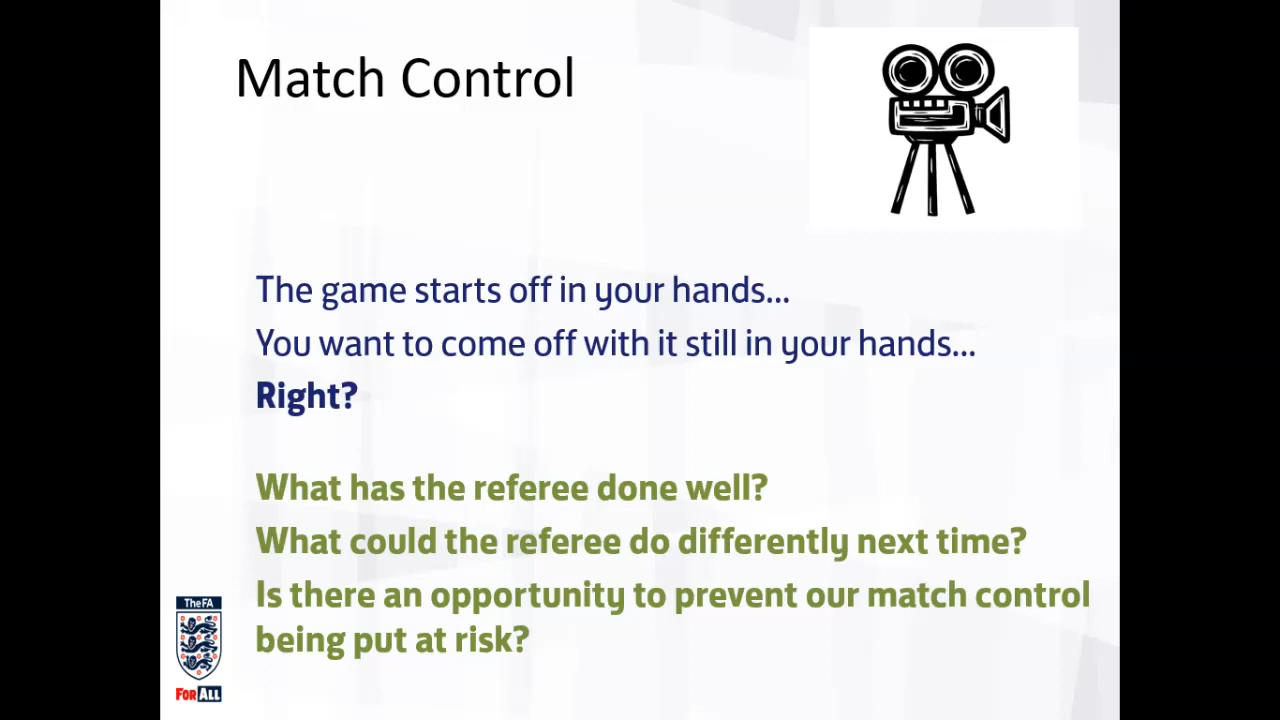 Match Control
The game starts off in your hands...
You want to come off with it still in your hands...
Right?
What has the referee done well?
What could the referee do differently next time?
Is there an opportunity to prevent our match control
being put at risk?
The FA
FOR ALL